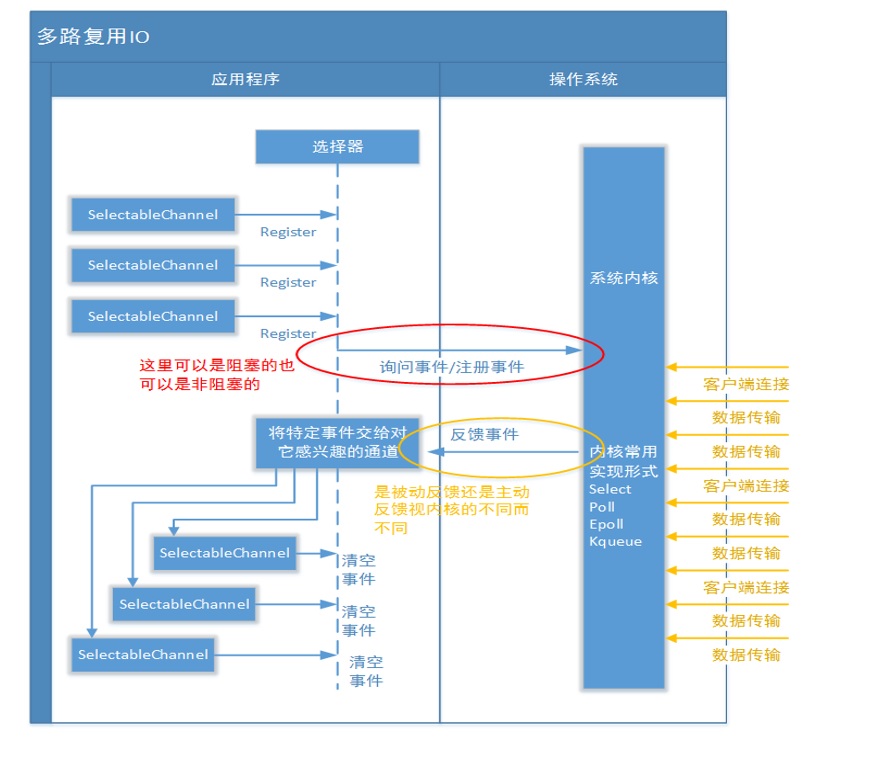 多路复用IO
应用程序
操作系统
选择器
SelectableChannel
Register
SelectableChannel
Register
SelectableChannel
Register
系统内核
这里可以是阻塞的也
可以是非阻塞的
询问事件/注册事件
将特定事件交给对
它感兴趣的通道
反馈事件
是被动反馈还是主动
反馈视内核的不同而
不同
内核常用
实现形式
Select
Poll
Epoll
Kqueue
客户端连接
数据传输
数据传输
客户端连接
数据传输
数据传输
客户端连接
数据传输
数据传输
SelectableChannel
清空
事件
SelectableChannel
清空
事件
SelectableChannel
清空
事件